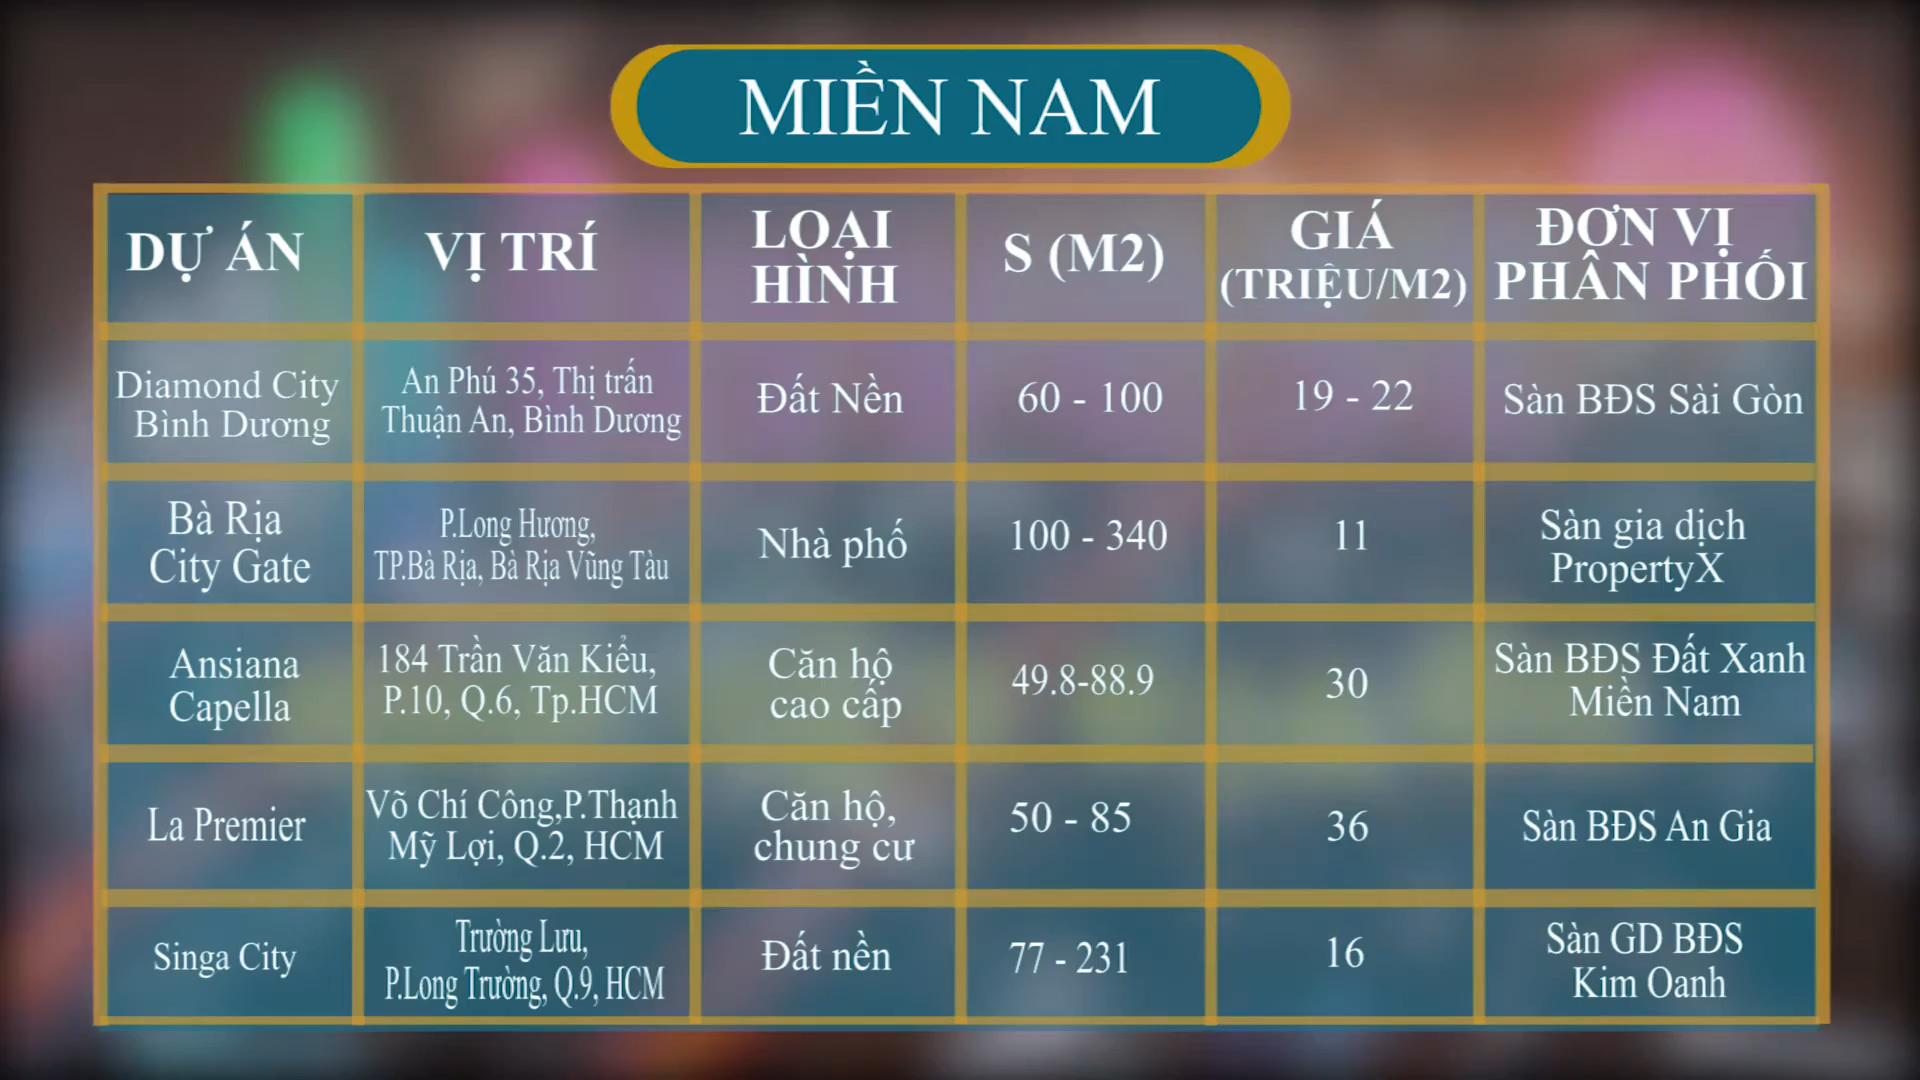 MIỀN NAM
DỰ ÁN
VỊ TRÍ
LOẠI
HÌNH
S (M2)
GIÁ
(TRIỆU/M2)
ĐƠN VỊ
PHÂN PHỐI
Diamond City
Bình Dương
An Phú 35, Thị trấn
Thuận An, Bình Dương
Đất Nền
60 - 100
19 - 22
Sàn BĐS Sài Gòn
Bà Rịa
City Gate
P.Long Hương,
TP.Bà Rịa, Bà Rịa Vũng Tàu
Nhà phố
100 - 340
11
Sàn gia dịch
PropertyX
Ansiana
Capella
184 Trần Văn Kiểu,
P.10, Q.6, Tp.HCM
Căn hộ
cao cấp
49.8-88.9
30
Sàn BĐS Đất Xanh
Miền Nam
La Premier
Võ Chí Công,P.Thạnh
Mỹ Lợi, Q.2, HCM
Căn hộ,
chung cư
50 - 85
36
Sàn BĐS An Gia
Singa City
Trường Lưu,
P.Long Trường, Q.9, HCM
Đất nền
77 - 231
16
Sàn GD BĐS
Kim Oanh